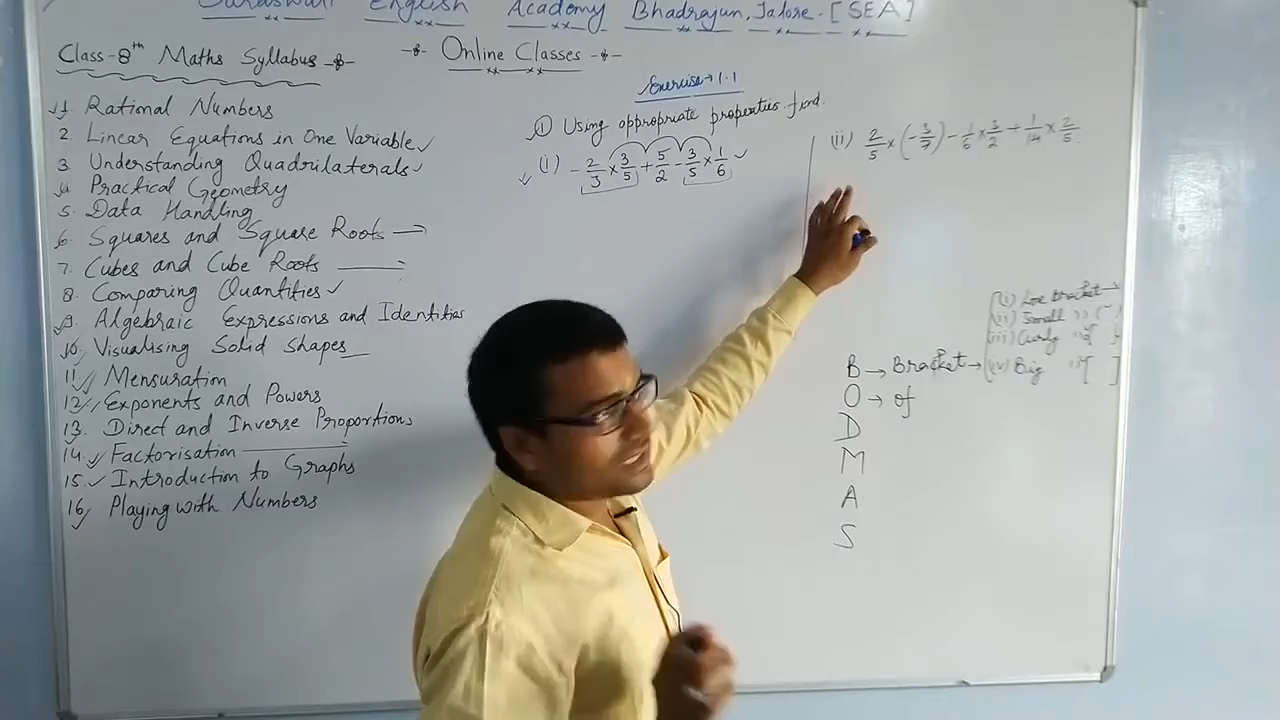 Saraswati English Academy Bhadrajun, Jalore. [SEA]
Class-8th Maths Syllabus
Online Classes
1. Rational Numbers
2. Linear Equations in One Variable
3. Understanding Quadrilaterals
4. Practical Geometry
5. Data Handling
6. Squares and Square Roots
7. Cubes and Cube Roots
8. Comparing Quantities
9. Algebraic Expressions and Identities
10. Visualising Solid Shapes
11. Mensuration
12. Exponents and Powers
13. Direct and Inverse Proportions
14. Factorisation
15. Introduction to Graphs
16. Playing with Numbers
Exercise → 1.1
① Using appropriate properties find.
(i) -2/3 × 3/5 + 5/2 - 3/5 × 1/6
(ii) 2/5 × (-3/7) - 1/6 × 3/2 + 1/14 × 2/5
B → Bracket →
(i) Line Bracket
(ii) Small " ( )
(iii) Curly " { }
(iv) Big " [ ]
O → of
D
M
A
S